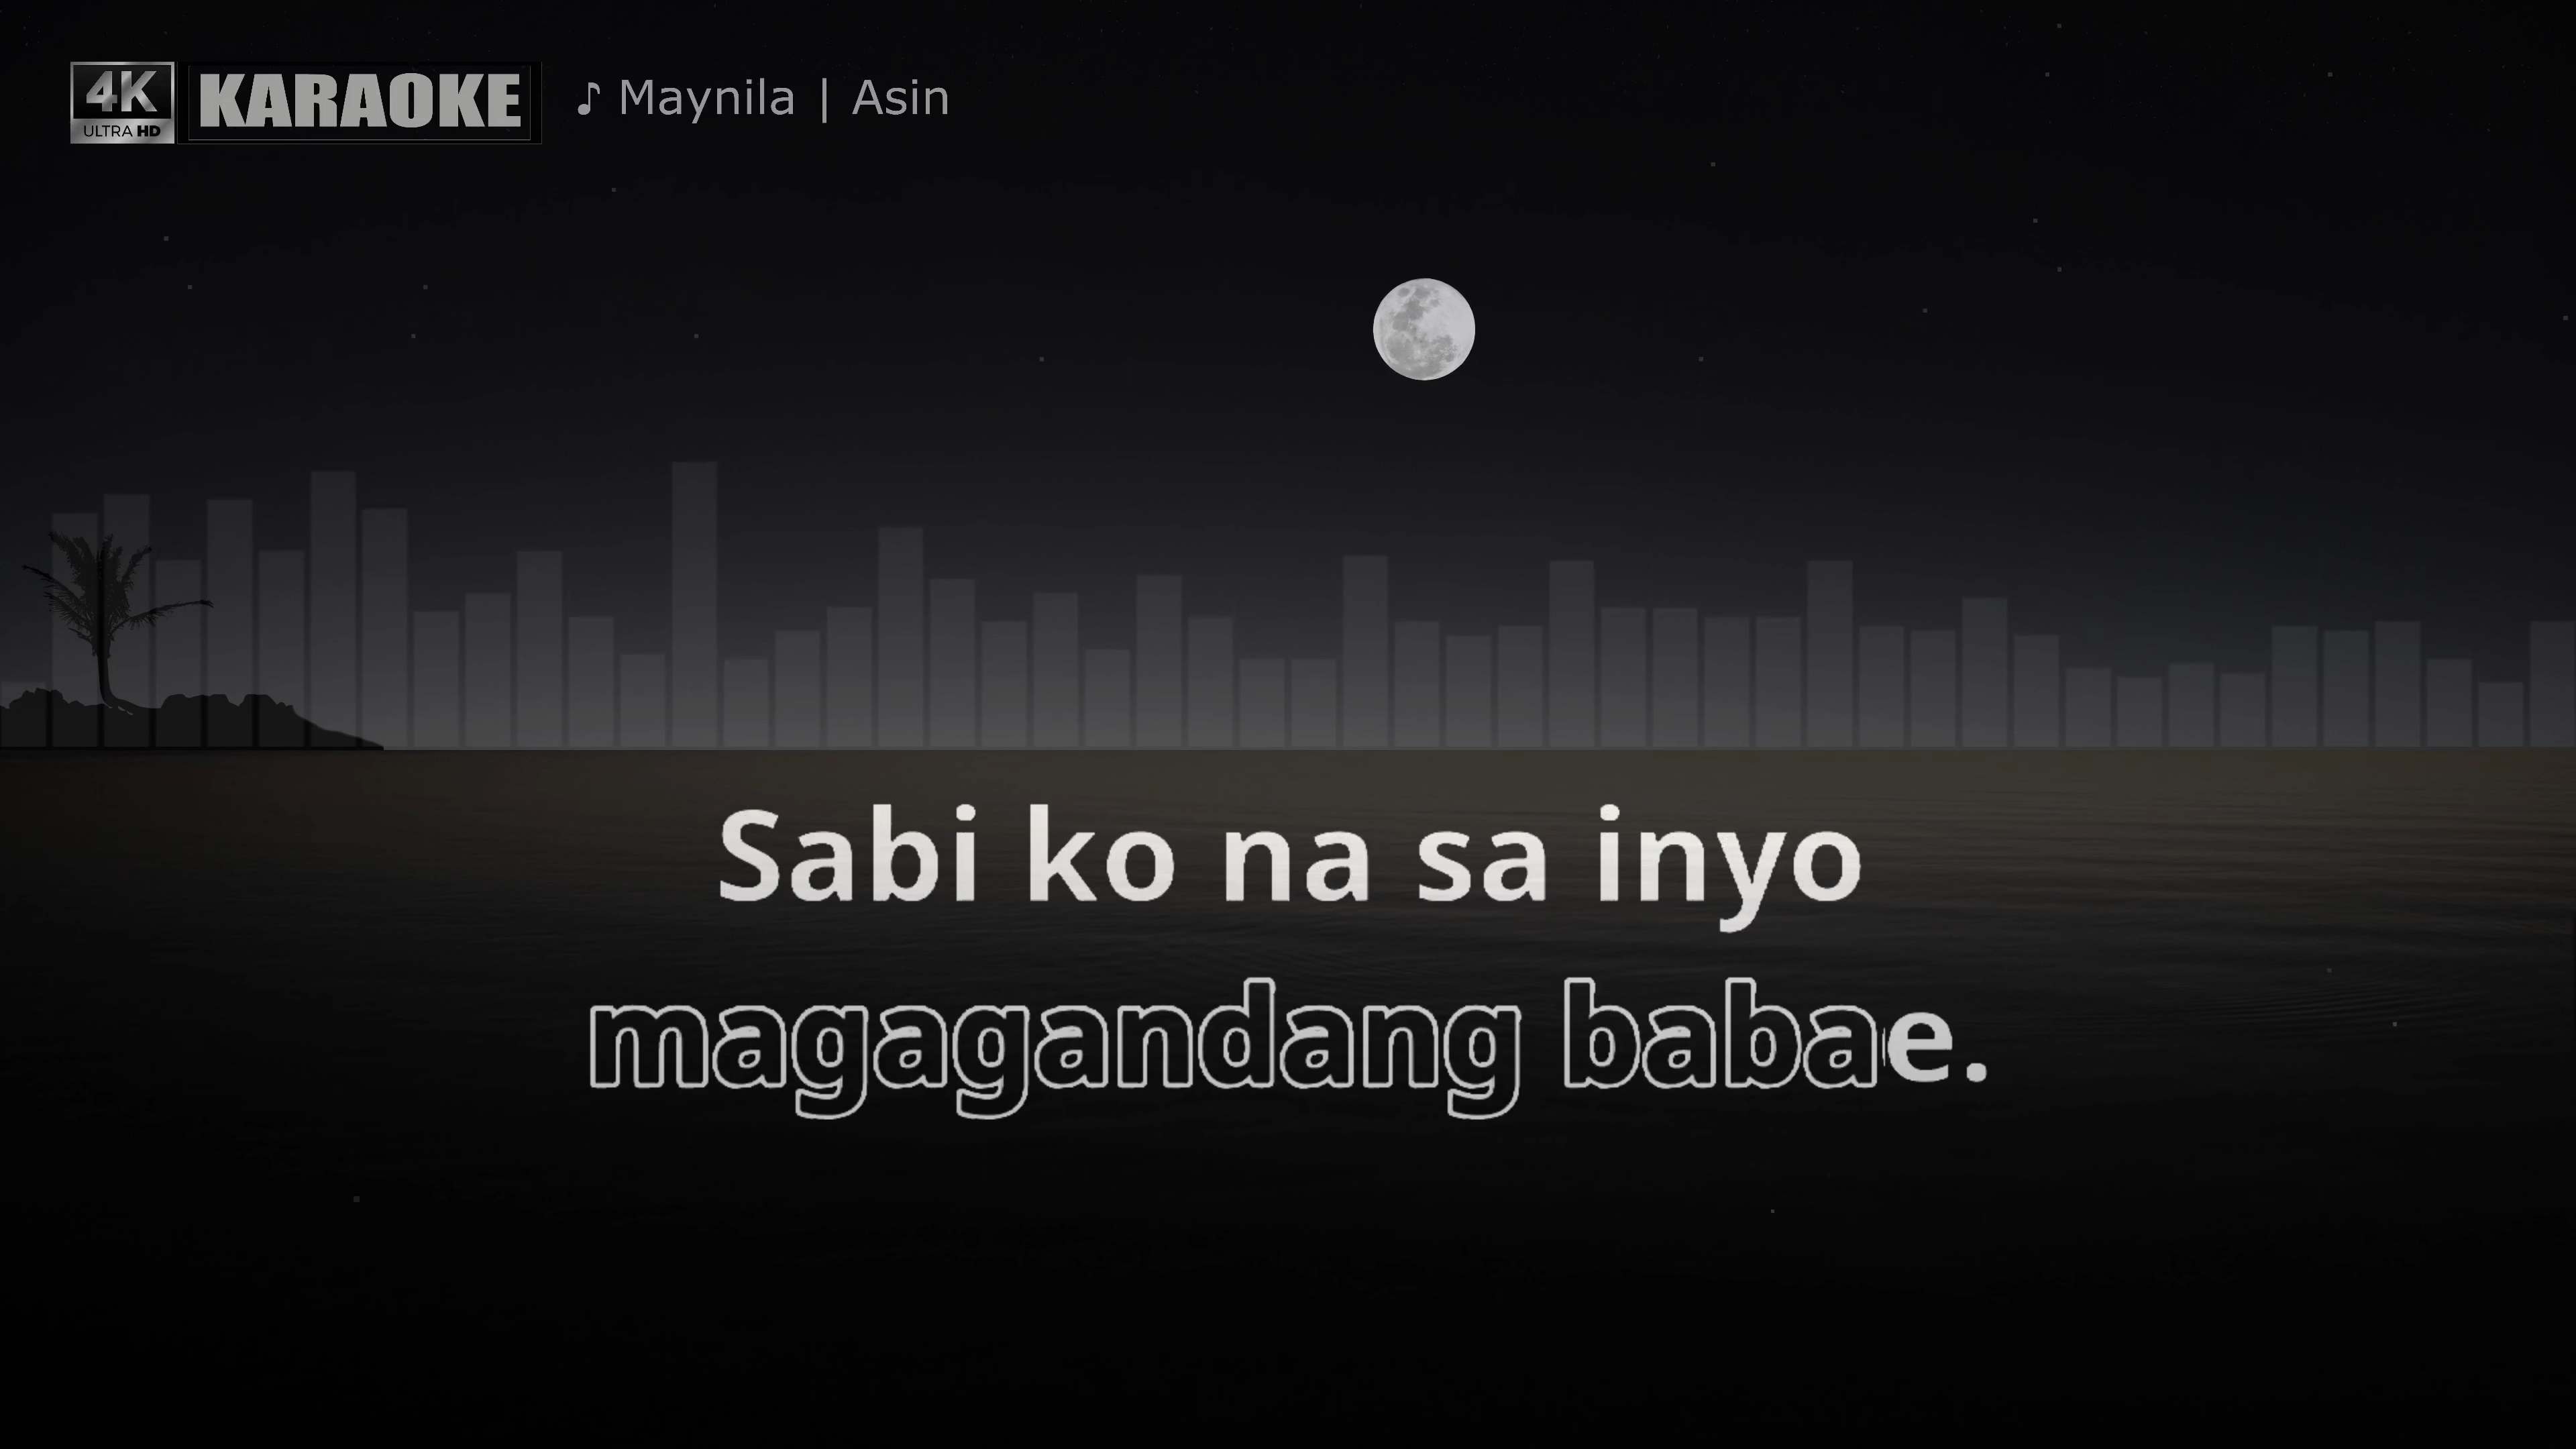 4K KARAOKE ♪ Maynila | Asin
ULTRA HD
Sabi ko na sa inyo
magagandang babae.